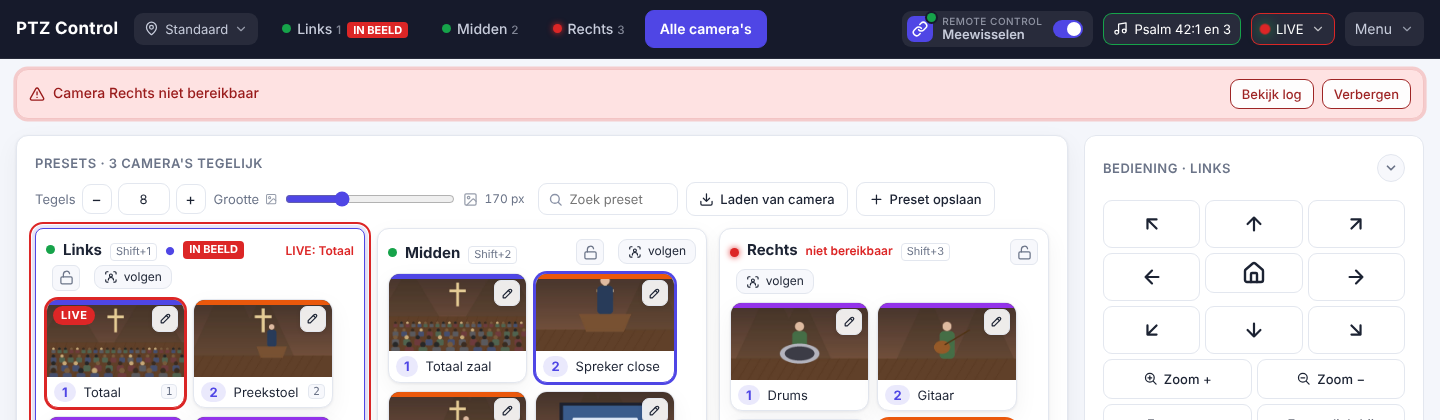 PTZ Control Standaard Links 1 IN BEELD Midden 2 Rechts 3 Alle camera's REMOTE CONTROL Meewisselen Psalm 42:1 en 3 LIVE Menu
Camera Rechts niet bereikbaar Bekijk log Verbergen
PRESETS · 3 CAMERA'S TEGELIJK
Tegels − 8 + Grootte 170 px Zoek preset Laden van camera + Preset opslaan
Links Shift+1 IN BEELD LIVE: Totaal
volgen
LIVE
1 Totaal 1
2 Preekstoel 2
Midden Shift+2 volgen
1 Totaal zaal
2 Spreker close
Rechts niet bereikbaar Shift+3
volgen
1 Drums
2 Gitaar
BEDIENING · LINKS
Zoom + Zoom −